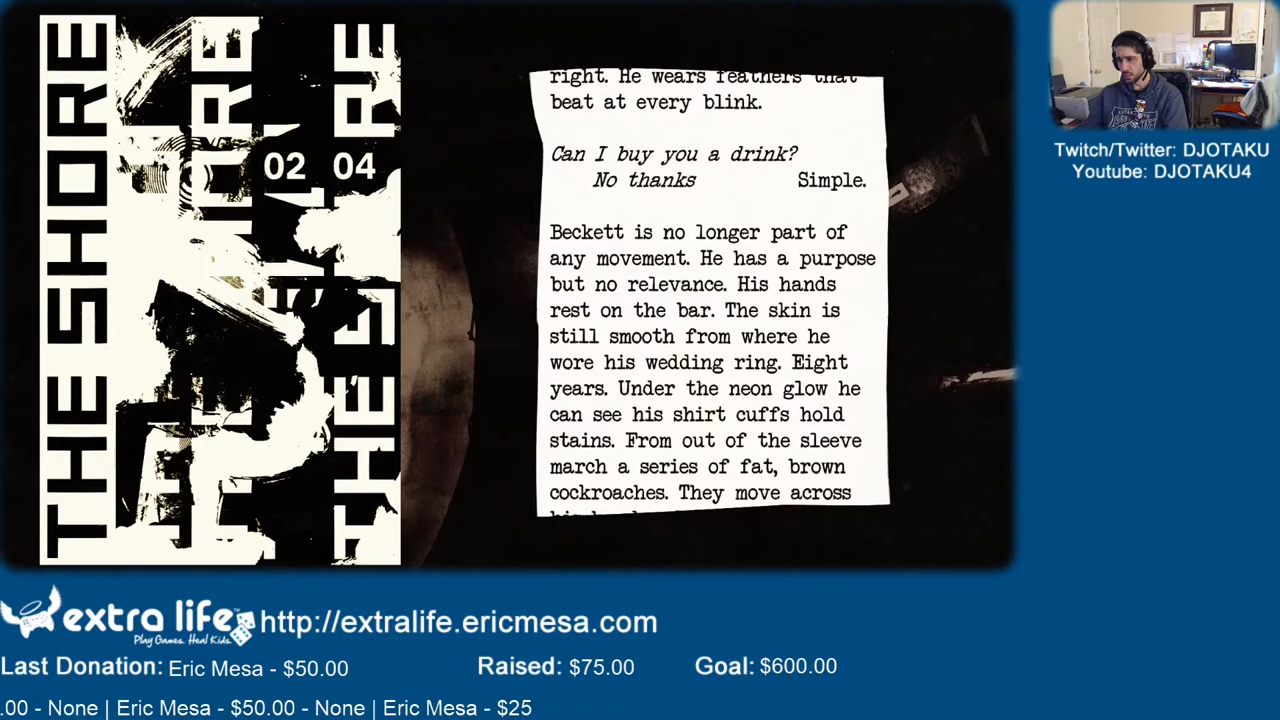 THE SHORE
THE SHORE
THE SHORE
02 04
right. He wears feathers that
beat at every blink.
Can I buy you a drink?
No thanks Simple.
Beckett is no longer part of
any movement. He has a purpose
but no relevance. His hands
rest on the bar. The skin is
still smooth from where he
wore his wedding ring. Eight
years. Under the neon glow he
can see his shirt cuffs hold
stains. From out of the sleeve
march a series of fat, brown
cockroaches. They move across
Twitch/Twitter: DJOTAKU
Youtube: DJOTAKU4
extra life
Play Games. Heal Kids.
http://extralife.ericmesa.com
Last Donation: Eric Mesa - $50.00 Raised: $75.00 Goal: $600.00
.00 - None | Eric Mesa - $50.00 - None | Eric Mesa - $25